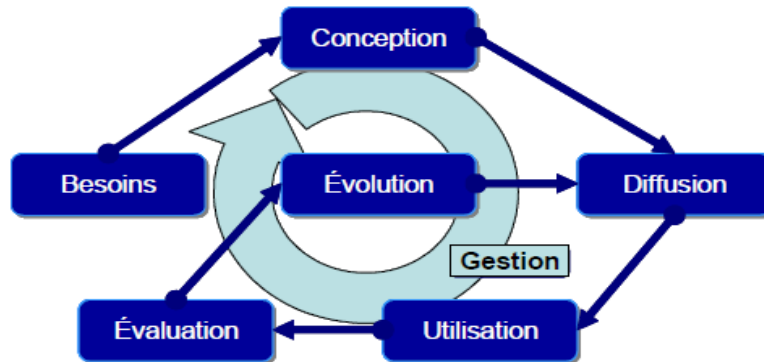 Conception
Besoins
Évolution
Diffusion
Gestion
Évaluation
Utilisation